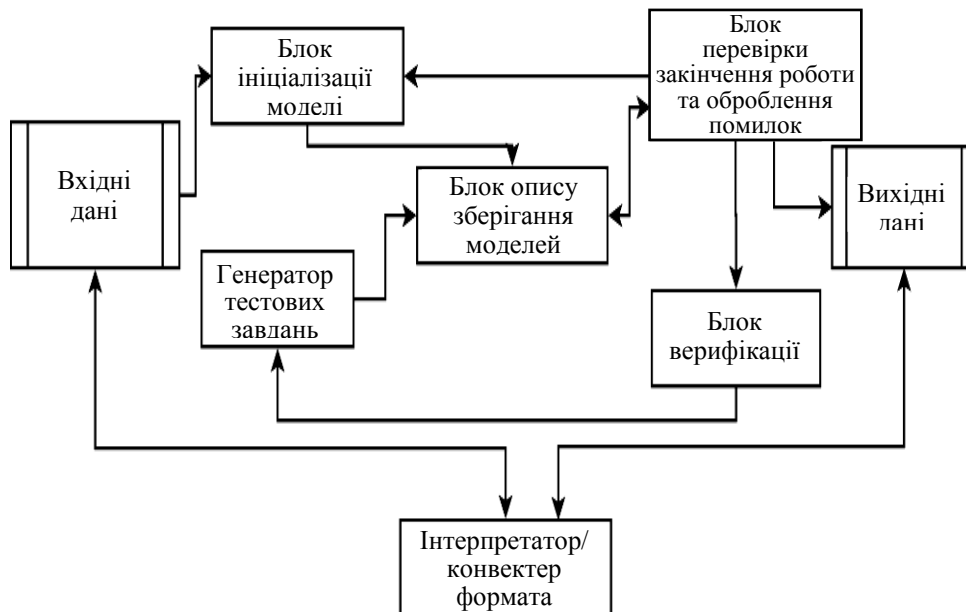 Блок
ініціалізації
моделі
Блок
перевірки
закінчення роботи
та оброблення
помилок
Вхідні
дані
Блок опису
зберігання
моделей
Вихідні
дані
Генератор
тестових
завдань
Блок
верифікації
Інтерпретатор/
конвектер
формата